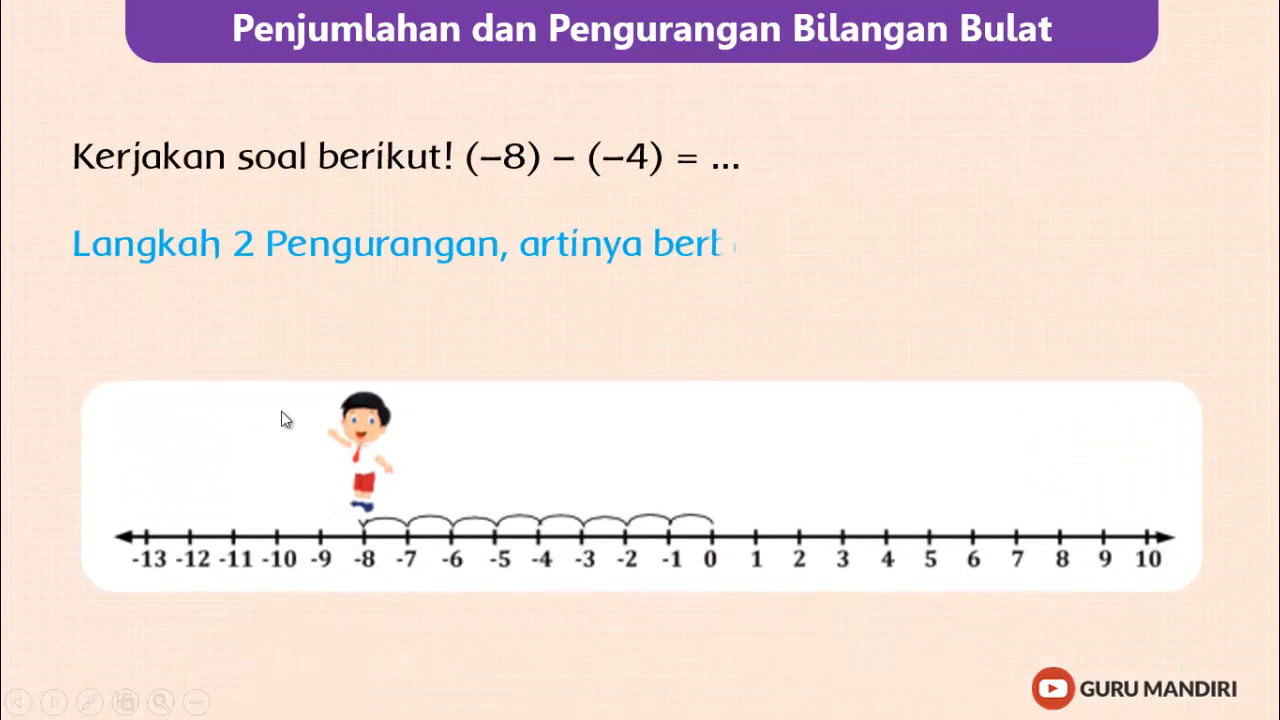 Penjumlahan dan Pengurangan Bilangan Bulat
Kerjakan soal berikut! (−8) − (−4) = ...
Langkah 2 Pengurangan, artinya
-13 -12 -11 -10 -9 -8 -7 -6 -5 -4 -3 -2 -1 0 1 2 3 4 5 6 7 8 9 10
GURU MANDIRI